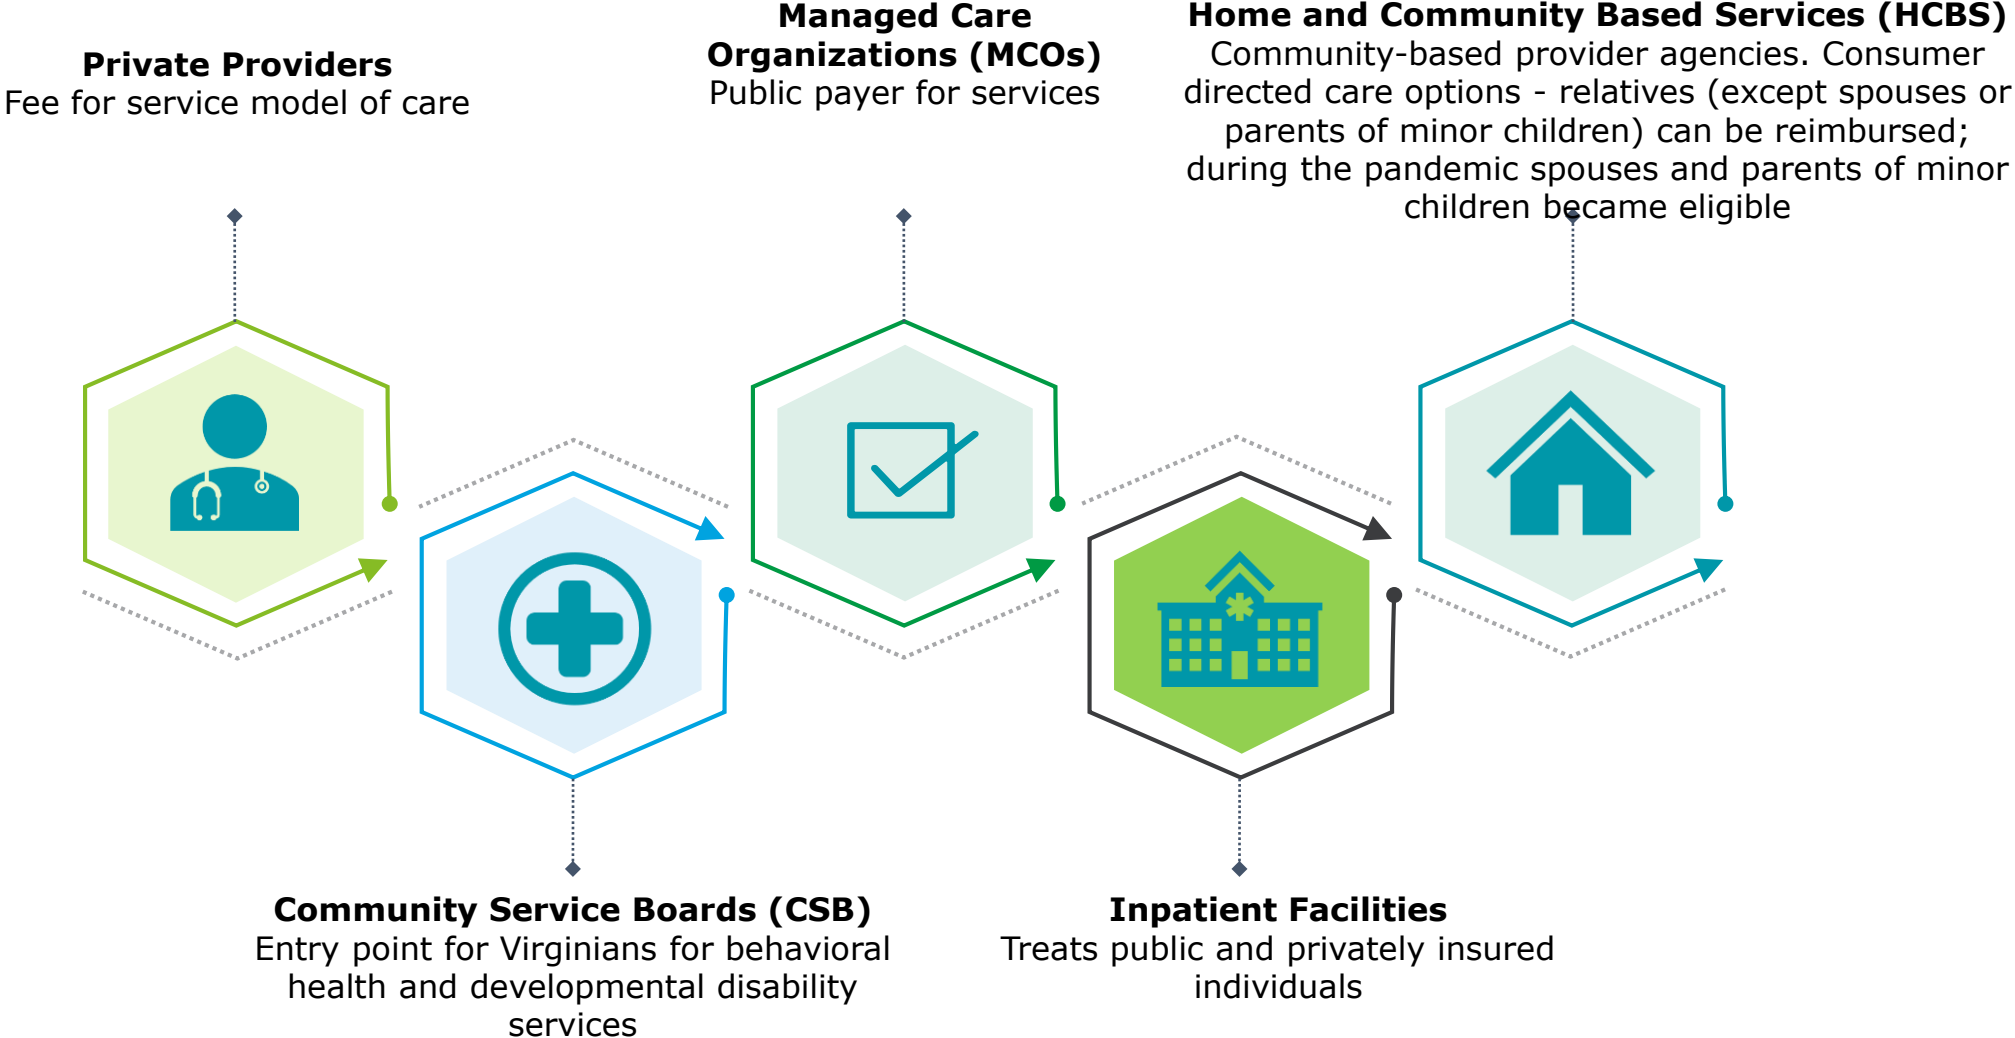 Private Providers
Fee for service model of care
Managed Care
Organizations (MCOs)
Public payer for services
Home and Community Based Services (HCBS)
Community-based provider agencies. Consumer
directed care options - relatives (except spouses or
parents of minor children) can be reimbursed;
during the pandemic spouses and parents of minor
children became eligible
Community Service Boards (CSB)
Entry point for Virginians for behavioral
health and developmental disability
services
Inpatient Facilities
Treats public and privately insured
individuals